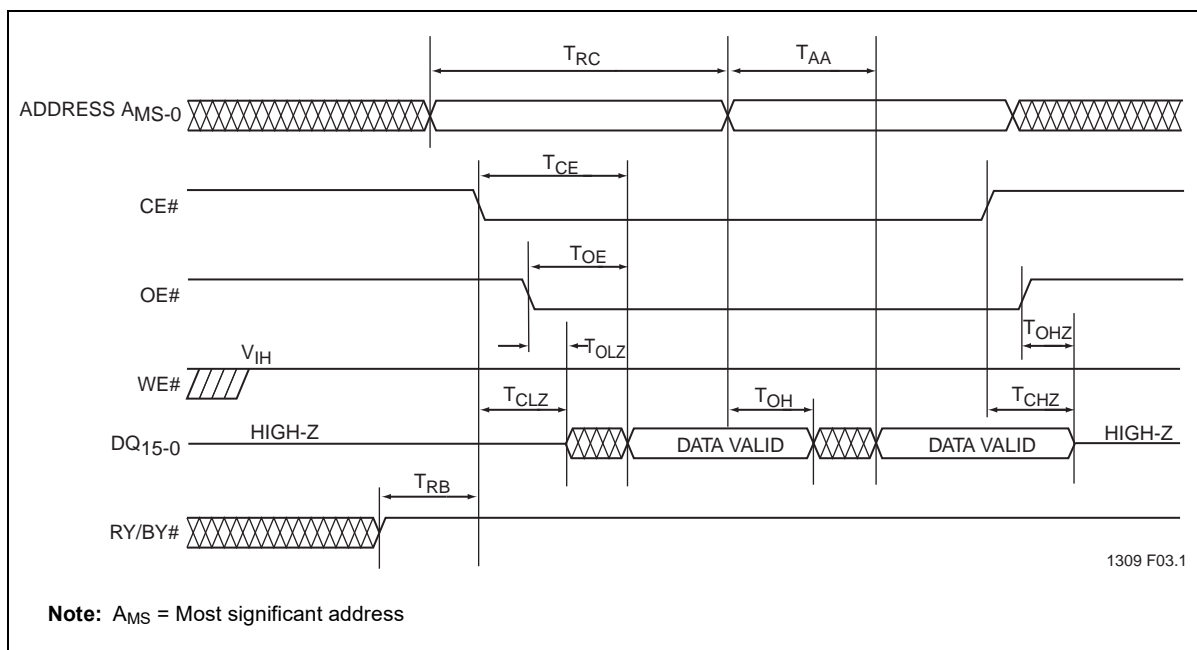 TRC
TAA
ADDRESS AMS-0
TCE
CE#
TOE
OE#
TOHZ
TOLZ
VIH
WE#
TCLZ
TOH
TCHZ
DQ15-0
HIGH-Z
DATA VALID
DATA VALID
HIGH-Z
TRB
RY/BY#
1309 F03.1
Note: AMS = Most significant address